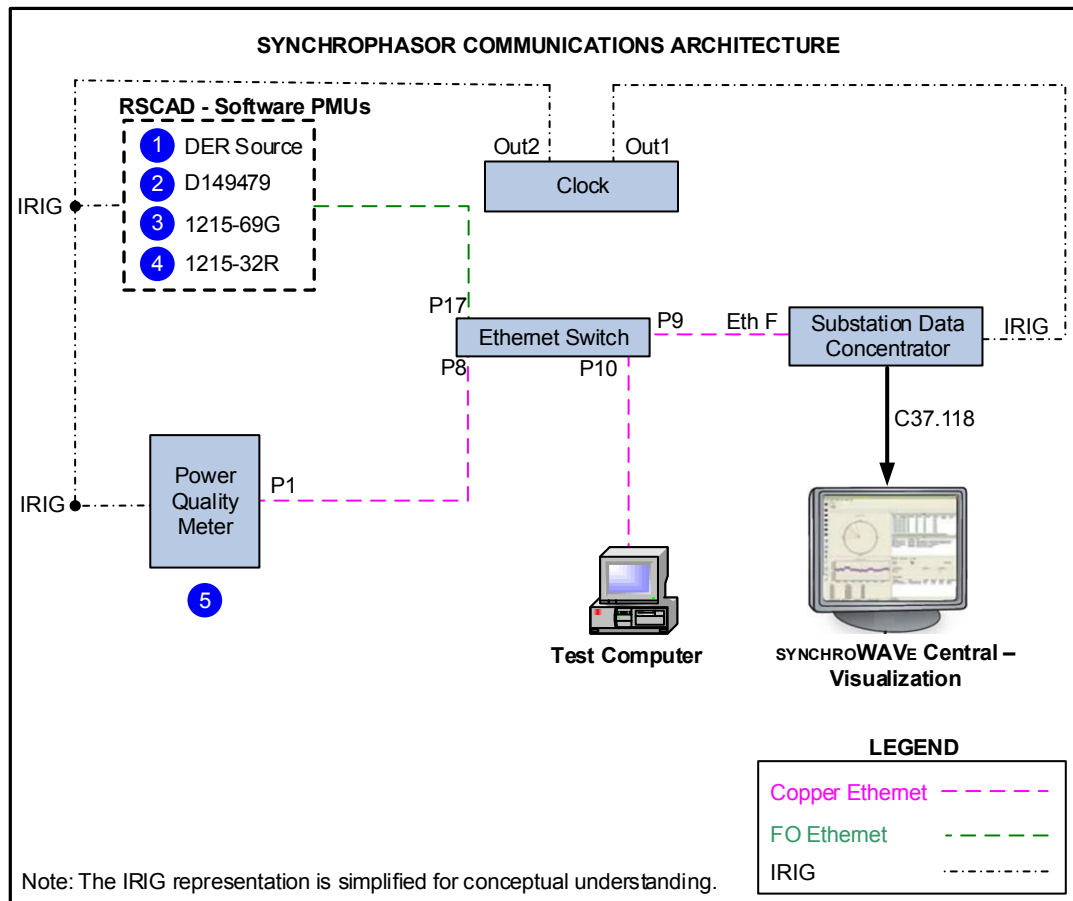 SYNCHROPHASOR COMMUNICATIONS ARCHITECTURE
RSCAD - Software PMUs
1 DER Source
2 D149479
3 1215-69G
4 1215-32R
IRIG
Out2
Out1
Clock
P17
Ethernet Switch
P9
Eth F
P8
P10
Substation Data
Concentrator
IRIG
C37.118
Power
Quality
Meter
P1
IRIG
5
Test Computer
SYNCHROWAVE Central –
Visualization
LEGEND
Copper Ethernet
FO Ethernet
IRIG
Note: The IRIG representation is simplified for conceptual understanding.